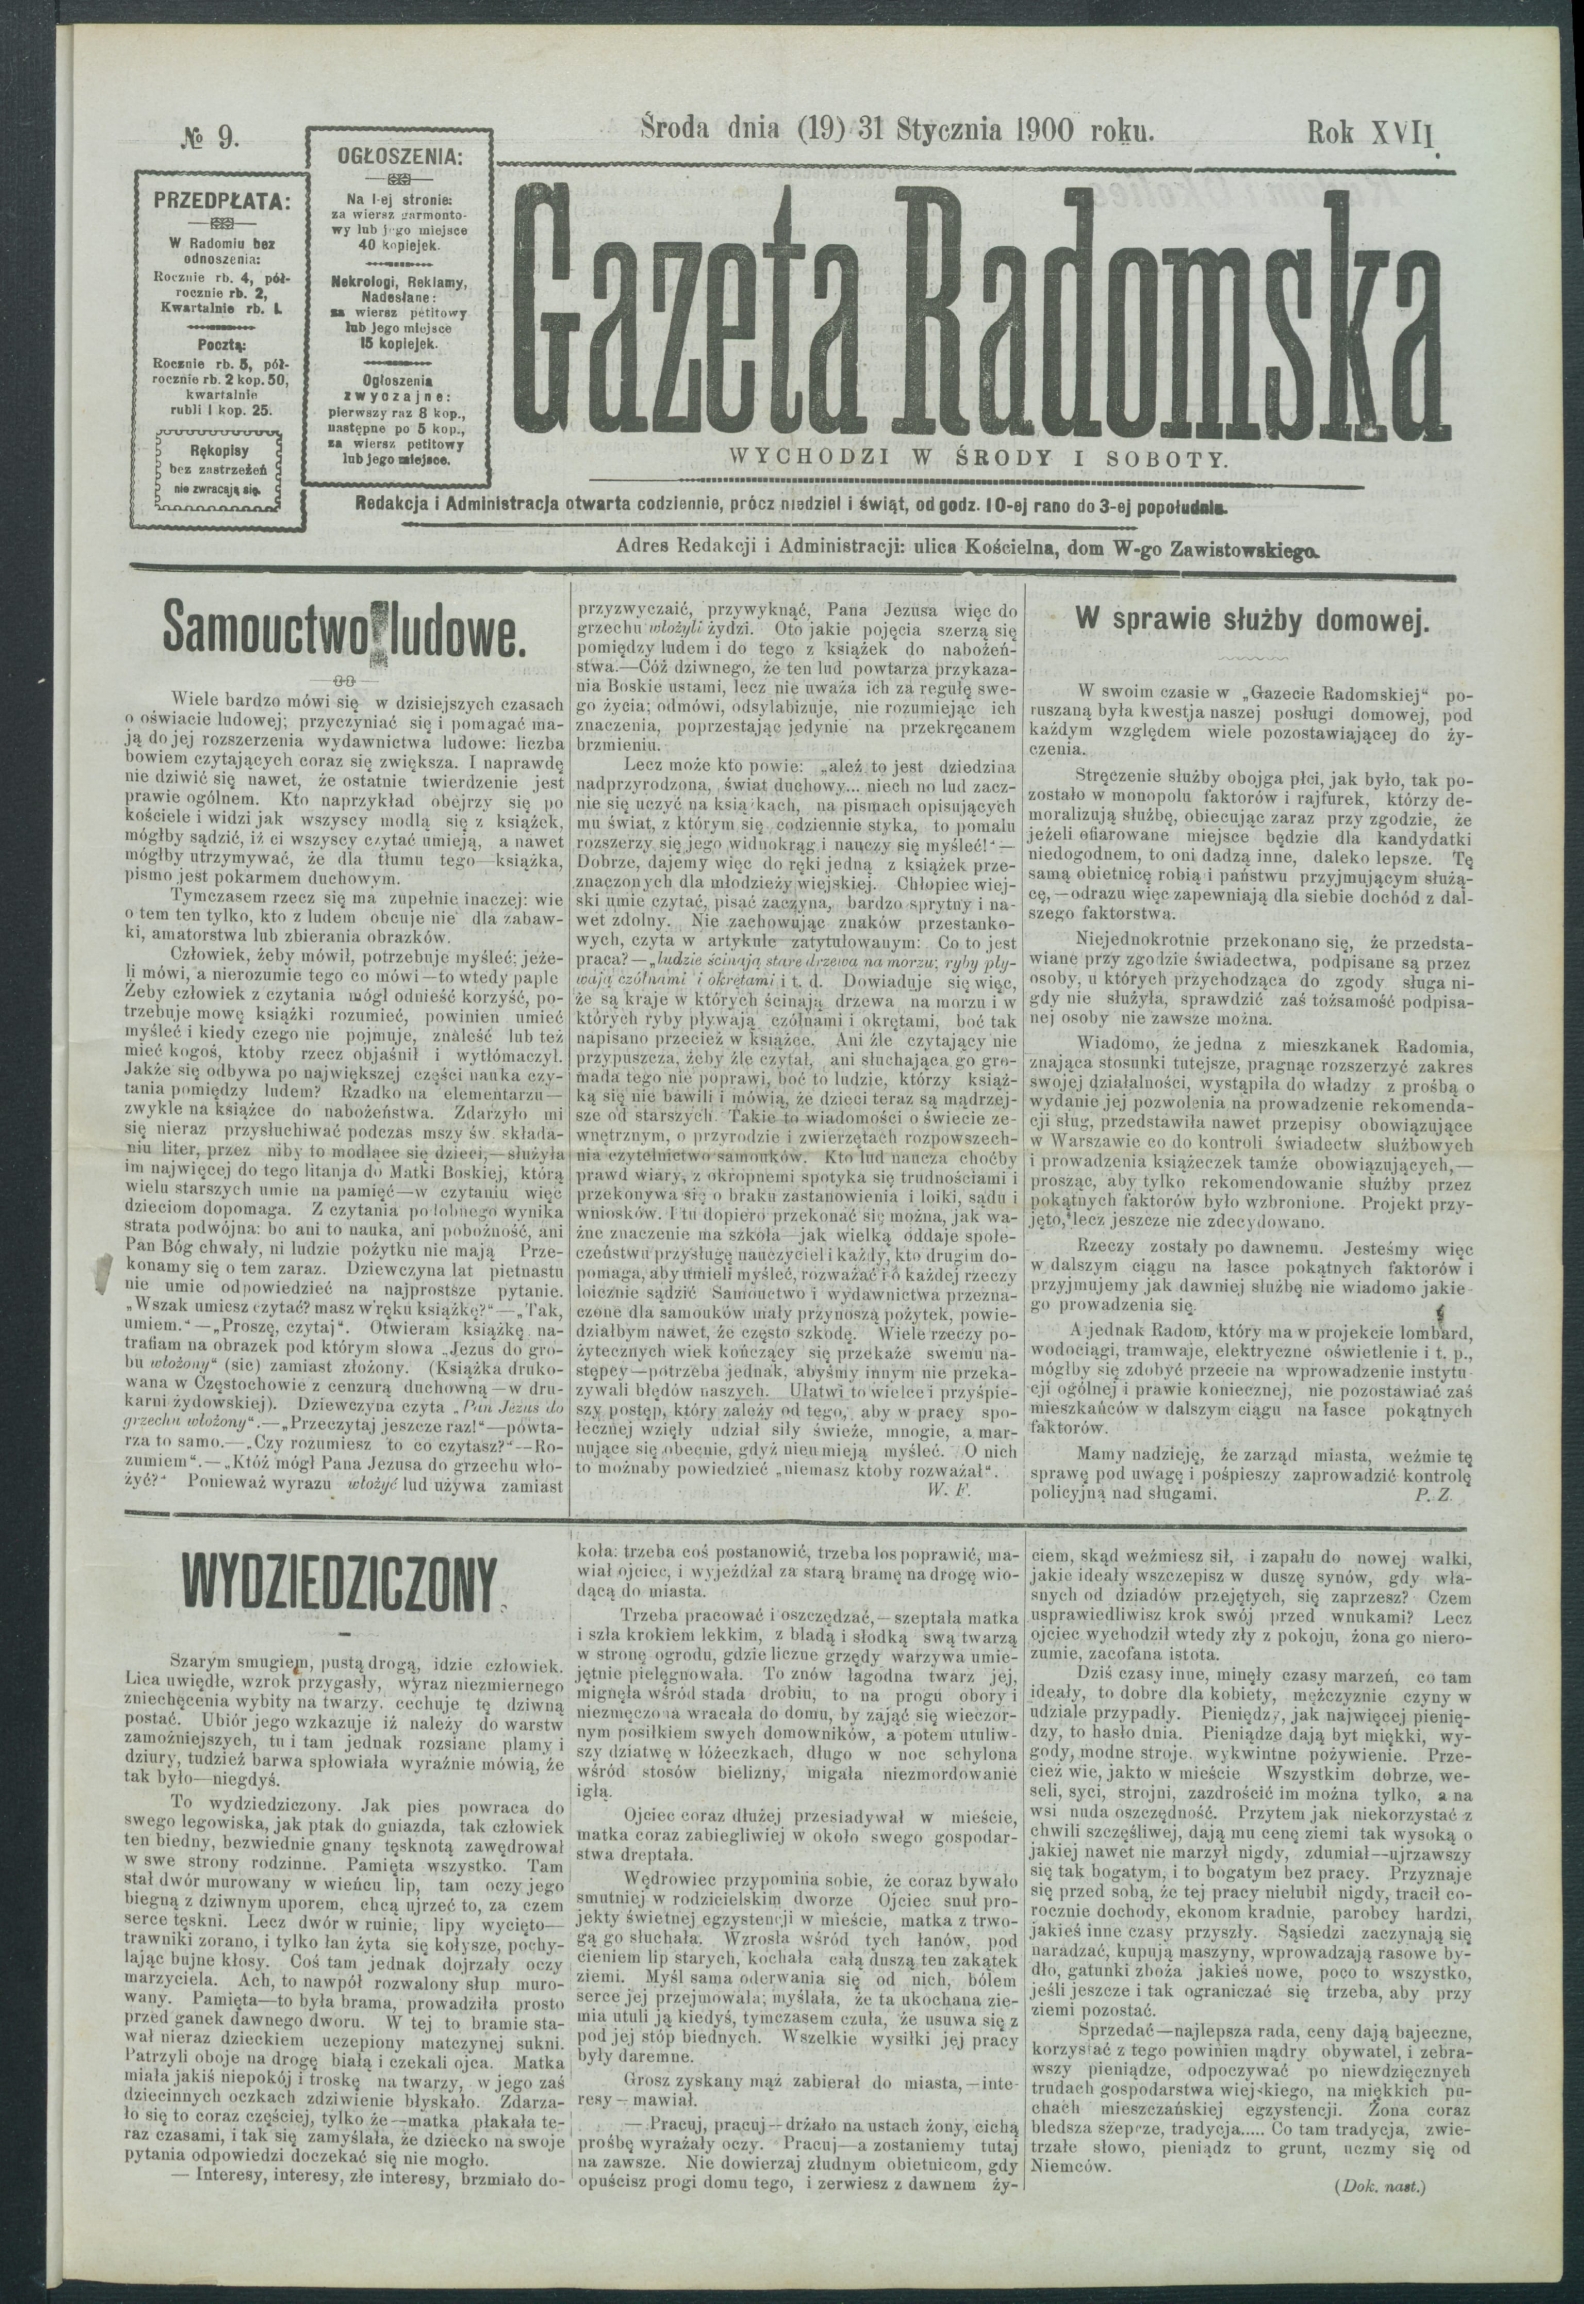 № 9.
Środa dnia (19) 31 Stycznia 1900 roku.
Rok XVII.
PRZEDPŁATA:
W Radomiu bez
odnoszenia:
Rocznie rb. 4, pół-
rocznie rb. 2,
Kwartalnie rb. 1.
Pocztą:
Rocznie rb. 5, pół-
rocznie rb. 2 kop. 50,
kwartalnie
rubli 1 kop. 25.
Rękopisy
bez zastrzeżeń
nie zwracają się.
OGŁOSZENIA:
Na I-ej stronie:
za wiersz garmonto-
wy lub jego miejsce
40 kopiejek.
Nekrologi, Reklamy,
Nadesłane:
za wiersz petitowy
lub jego miejsce
15 kopiejek.
Ogłoszenia
zwyczajne:
pierwszy raz 8 kop.,
następne po 5 kop.,
za wiersz petitowy
lub jego miejsce.
Gazeta Radomska
WYCHODZI W ŚRODY I SOBOTY.
Redakcja i Administracja otwarta codziennie, prócz niedziel i świąt, od godz. 10-ej rano do 3-ej popołudniu.
Adres Redakcji i Administracji: ulica Kościelna, dom W-go Zawistowskiego.
Samouctwo ludowe.
Wiele bardzo mówi się w dzisiejszych czasach
o oświacie ludowej; przyczyniać się i pomagać ma-
ją do jej rozszerzenia wydawnictwa ludowe: liczba
bowiem czytających coraz się zwiększa. I naprawdę
nie dziwić się nawet, że ostatnie twierdzenie jest
prawie ogólnem. Kto naprzykład obejrzy się po
kościele i widzi jak wszyscy modlą się z książek,
mógłby sądzić, iż ci wszyscy czytać umieją, a nawet
mógłby utrzymywać, że dla tłumu tego—książka,
pismo jest pokarmem duchowym.
Tymczasem rzecz się ma zupełnie inaczej: wie
o tem ten tylko, kto z ludem obcuje nie dla zabaw-
ki, amatorstwa lub zbierania obrazków.
Człowiek, żeby mówił, potrzebuje myśleć; jeże-
li mówi, a nierozumie tego co mówi—to wtedy paple
Żeby człowiek z czytania mógł odnieść korzyść, po-
trzebuje mowę książki rozumieć, powinien umieć
myśleć i kiedy czego nie pojmuje, znaleść lub też
mieć kogoś, ktoby rzecz objaśnił i wytłómaczył.
Jakże się odbywa po największej części nauka czy-
tania pomiędzy ludem? Rzadko na elementarzu—
zwykle na książce do nabożeństwa. Zdarzyło mi
się nieraz przysłuchiwać podczas mszy św. składa-
niu liter, przez niby to modlące się dzieci,—służyła
im najwięcej do tego litanja do Matki Boskiej, którą
wielu starszych umie na pamięć—w czytaniu więc
dzieciom dopomaga. Z czytania podobnego wynika
strata podwójna: bo ani to nauka, ani pobożność, ani
Pan Bóg chwały, ni ludzie pożytku nie mają Prze-
konamy się o tem zaraz. Dziewczyna lat pietnastu
nie umie odpowiedzieć na najprostsze pytanie.
„Wszak umiesz czytać? masz w ręku książkę?“—„Tak,
umiem.“—„Proszę, czytaj“. Otwieram książkę na-
trafiam na obrazek pod którym słowa „Jezus do gro-
bu włożony“ (sic) zamiast złożony. (Książka druko-
wana w Częstochowie z cenzurą duchowną—w dru-
karni żydowskiej). Dziewczyna czyta „Pan Jezus do
grzechu włożony“.—„Przeczytaj jeszcze raz!“—powta-
rza to samo.—„Czy rozumiesz to co czytasz?“—Ro-
zumiem“.—„Któż mógł Pana Jezusa do grzechu wło-
żyć?“ Ponieważ wyrazu włożyć lud używa zamiast
przyzwyczaić, przywyknąć, Pana Jezusa więc do
grzechu włożyli żydzi. Oto jakie pojęcia szerzą się
pomiędzy ludem i do tego z książek do nabożeń-
stwa.—Cóż dziwnego, że ten lud powtarza przykaza-
nia Boskie ustami, lecz nie uważa ich za regułę swe-
go życia; odmówi, odsylabizuje, nie rozumiejąc ich
znaczenia, poprzestając jedynie na przekręcanem
brzmieniu.
Lecz może kto powie: „ależ to jest dziedzina
nadprzyrodzona, świat duchowy... niech no lud zacz-
nie się uczyć na książkach, na pismach opisujących
mu świat, z którym się codziennie styka, to pomału
rozszerzy się jego widnokrąg i nauczy się myśleć!“—
Dobrze, dajemy więc do ręki jedną z książek prze-
znaczonych dla młodzieży wiejskiej. Chłopiec wiej-
ski umie czytać, pisać zaczyna, bardzo sprytny i na-
wet zdolny. Nie zachowując znaków przestanko-
wych, czyta w artykule zatytułowanym: Co to jest
praca?—„ludzie ścinają stare drzewa na morzu; ryby pły-
wają czółnami i okrętami i t. d. Dowiaduje się więc,
że są kraje w których ścinają drzewa na morzu i w
których ryby pływają czółnami i okrętami, boć tak
napisano przecież w książce. Ani źle czytający nie
przypuszcza, żeby źle czytał, ani słuchająca go gro-
mada tego nie poprawi, boć to ludzie, którzy książ-
ką się nie bawili i mówią, że dzieci teraz są mądrzej-
sze od starszych. Takie to wiadomości o świecie ze-
wnętrznym, o przyrodzie i zwierzętach rozpowszech-
nia czytelnictwo samouków. Kto lud naucza choćby
prawd wiary, z okropnemi spotyka się trudnościami i
przekonywa się o braku zastanowienia i loiki, sądu i
wniosków. I tu dopiero przekonać się można, jak wa-
żne znaczenie ma szkoła—jak wielką oddaje społe-
czeństwu przysługę nauczyciel i każdy, kto drugim do-
pomaga, aby umieli myśleć, rozważać i o każdej rzeczy
loicznie sądzić Samouctwo i wydawnictwa przezna-
czone dla samouków mały przynoszą pożytek, powie-
działbym nawet, że często szkodę. Wiele rzeczy po-
żytecznych wiek kończący się przekaże swemu na-
stępcy—potrzeba jednak, abyśmy innym nie przeka-
zywali błędów naszych. Ułatwi to wielce i przyśpie-
szy postęp, który zależy od tego, aby w pracy spo-
łecznej wzięły udział siły świeże, mnogie, a mar-
nujące się obecnie, gdyż nieumieją myśleć. O nich
to możnaby powiedzieć „niemasz ktoby rozważał“.
W. F.
W sprawie służby domowej.
W swoim czasie w „Gazecie Radomskiej“ po-
ruszaną była kwestja naszej posługi domowej, pod
każdym względem wiele pozostawiającej do ży-
czenia.
Stręczenie służby obojga płci, jak było, tak po-
zostało w monopolu faktorów i rajfurek, którzy de-
moralizują służbę, obiecując zaraz przy zgodzie, że
jeżeli ofiarowane miejsce będzie dla kandydatki
niedogodnem, to oni dadzą inne, daleko lepsze. Tę
samą obietnicę robią i państwu przyjmującym służą-
cę,—odrazu więc zapewniają dla siebie dochód z dal-
szego faktorstwa.
Niejednokrotnie przekonano się, że przedsta-
wiane przy zgodzie świadectwa, podpisane są przez
osoby, u których przychodząca do zgody sługa ni-
gdy nie służyła, sprawdzić zaś tożsamość podpisa-
nej osoby nie zawsze można.
Wiadomo, że jedna z mieszkanek Radomia,
znająca stosunki tutejsze, pragnąc rozszerzyć zakres
swojej działalności, wystąpiła do władzy z prośbą o
wydanie jej pozwolenia na prowadzenie rekomenda-
cji sług, przedstawiła nawet przepisy obowiązujące
w Warszawie co do kontroli świadectw służbowych
i prowadzenia książeczek tamże obowiązujących,—
prosząc, aby tylko rekomendowanie służby przez
pokątnych faktorów było wzbronione. Projekt przy-
jęto, lecz jeszcze nie zdecydowano.
Rzeczy zostały po dawnemu. Jesteśmy więc
w dalszym ciągu na łasce pokątnych faktorów i
przyjmujemy jak dawniej służbę nie wiadomo jakie-
go prowadzenia się.
A jednak Radom, który ma w projekcie lombard,
wodociągi, tramwaje, elektryczne oświetlenie i t. p.,
mógłby się zdobyć przecie na wprowadzenie instytu-
cji ogólnej i prawie koniecznej, nie pozostawiać zaś
mieszkańców w dalszym ciągu na łasce pokątnych
faktorów.
Mamy nadzieję, że zarząd miasta, weźmie tę
sprawę pod uwagę i pośpieszy zaprowadzić kontrolę
policyjną nad sługami.
P. Z.
WYDZIEDZICZONY.
Szarym smugiem, pustą drogą, idzie człowiek.
Lica uwiędłe, wzrok przygasły, wyraz niezmiernego
zniechęcenia wybity na twarzy, cechuje tę dziwną
postać. Ubiór jego wzkazuje iż należy do warstw
zamożniejszych, tu i tam jednak rozsiane plamy i
dziury, tudzież barwa spłowiała wyraźnie mówią, że
tak było—niegdyś.
To wydziedziczony. Jak pies powraca do
swego legowiska, jak ptak do gniazda, tak człowiek
ten biedny, bezwiednie gnany tęsknotą zawędrował
w swe strony rodzinne. Pamięta wszystko. Tam
stał dwór murowany w wieńcu lip, tam oczy jego
biegną z dziwnym uporem, chcą ujrzeć to, za czem
serce tęskni. Lecz dwór w ruinie, lipy wycięto—
trawniki zorano, i tylko łan żyta się kołysze, pochy-
lając bujne kłosy. Coś tam jednak dojrzały oczy
marzyciela. Ach, to nawpół rozwalony słup muro-
wany. Pamięta—to była brama, prowadziła prosto
przed ganek dawnego dworu. W tej to bramie sta-
wał nieraz dzieckiem uczepiony matczynej sukni.
Patrzyli oboje na drogę białą i czekali ojca. Matka
miała jakiś niepokój i troskę na twarzy, w jego zaś
dziecinnych oczkach zdziwienie błyskało. Zdarza-
ło się to coraz częściej, tylko że—matka płakała te-
raz czasami, i tak się zamyślała, że dziecko na swoje
pytania odpowiedzi doczekać się nie mogło.
— Interesy, interesy, złe interesy, brzmiało do-
koła: trzeba coś postanowić, trzeba los poprawić, ma-
wiał ojciec, i wyjeżdżał za starą bramę na drogę wio-
dącą do miasta.
Trzeba pracować i oszczędzać,—szeptała matka
i szła krokiem lekkim, z bladą i słodką swą twarzą
w stronę ogrodu, gdzie liczne grzędy warzywa umie-
jętnie pielęgnowała. To znów łagodna twarz jej,
mignęła wśród stada drobiu, to na progu obory i
niezmęczona wracała do domu, by zająć się wieczor-
nym posiłkiem swych domowników, a potem utuliw-
szy dziatwę w łóżeczkach, długo w noc schylona
wśród stosów bielizny, migała niezmordowanie
igłą.
Ojciec coraz dłużej przesiadywał w mieście,
matka coraz zabiegliwiej w około swego gospodar-
stwa dreptała.
Wędrowiec przypomina sobie, że coraz bywało
smutniej w rodzicielskim dworze Ojciec snuł pro-
jekty świetnej egzystencji w mieście, matka z trwo-
gą go słuchała. Wzrosła wśród tych łanów, pod
cieniem lip starych, kochała całą duszą ten zakątek
ziemi. Myśl sama oderwania się od nich, bólem
serce jej przejmowała; myślała, że ta ukochana zie-
mia utuli ją kiedyś, tymczasem czuła, że usuwa się z
pod jej stóp biednych. Wszelkie wysiłki jej pracy
były daremne.
Grosz zyskany mąż zabierał do miasta,—inte-
resy—mawiał.
— Pracuj, pracuj—drżało na ustach żony, cichą
prośbę wyrażały oczy. Pracuj—a zostaniemy tutaj
na zawsze. Nie dowierzaj złudnym obietnicom, gdy
opuścisz progi domu tego, i zerwiesz z dawnem ży-
ciem, skąd weźmiesz sił, i zapału do nowej walki,
jakie ideały wszczepisz w duszę synów, gdy wła-
snych od dziadów przejętych, się zaprzesz? Czem
usprawiedliwisz krok swój przed wnukami? Lecz
ojciec wychodził wtedy zły z pokoju, żona go niero-
zumie, zacofana istota.
Dziś czasy inne, minęły czasy marzeń, co tam
ideały, to dobre dla kobiety, mężczyznie czyny w
udziale przypadły. Pieniędzy, jak najwięcej pienię-
dzy, to hasło dnia. Pieniądze dają byt miękki, wy-
gody, modne stroje, wykwintne pożywienie. Prze-
cież wie, jakto w mieście Wszystkim dobrze, we-
seli, syci, strojni, zazdrościć im można tylko, a na
wsi nuda oszczędność. Przytem jak niekorzystać z
chwili szczęśliwej, dają mu cenę ziemi tak wysoką o
jakiej nawet nie marzył nigdy, zdumiał—ujrzawszy
się tak bogatym, i to bogatym bez pracy. Przyznaje
się przed sobą, że tej pracy nielubił nigdy, tracił co-
rocznie dochody, ekonom kradnie, parobcy hardzi,
jakieś inne czasy przyszły. Sąsiedzi zaczynają się
naradzać, kupują maszyny, wprowadzają rasowe by-
dło, gatunki zboża jakieś nowe, poco to wszystko,
jeśli jeszcze i tak ograniczać się trzeba, aby przy
ziemi pozostać.
Sprzedać—najlepsza rada, ceny dają bajeczne,
korzystać z tego powinien mądry obywatel, i zebra-
wszy pieniądze, odpoczywać po niewdzięcznych
trudach gospodarstwa wiejskiego, na miękkich pu-
chach mieszczańskiej egzystencji. Żona coraz
bledsza szepcze, tradycja..... Co tam tradycja, zwie-
trzałe słowo, pieniądz to grunt, uczmy się od
Niemców.
(Dok. nast.)